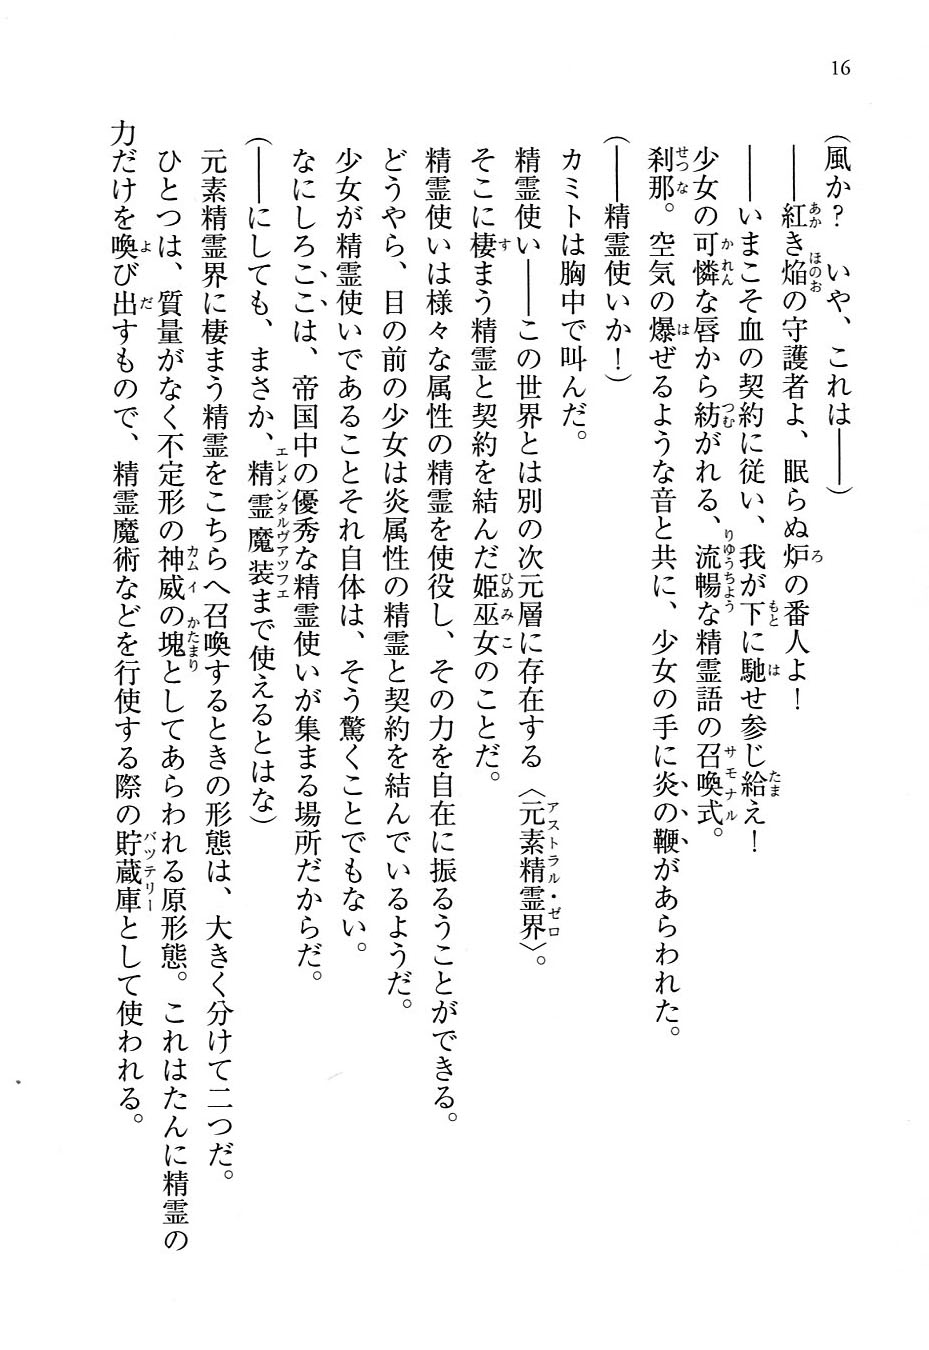 16
（風か？　いや、これは――）
――紅き焔の守護者よ、眠らぬ炉の番人よ！
――いまこそ血の契約に従い、我が下に馳せ参じ給え！
少女の可憐な唇から紡がれる、流暢な精霊語の召喚式。
刹那。空気の爆ぜるような音と共に、少女の手に炎の鞭があらわれた。
（――精霊使いか！）
カミトは胸中で叫んだ。
精霊使い――この世界とは別の次元層に存在する〈元素精霊界〉。
そこに棲まう精霊と契約を結んだ姫巫女のことだ。
精霊使いは様々な属性の精霊を使役し、その力を自在に振るうことができる。
どうやら、目の前の少女は炎属性の精霊と契約を結んでいるようだ。
少女が精霊使いであることそれ自体は、そう驚くことでもない。
なにしろここは、帝国中の優秀な精霊使いが集まる場所だからだ。
（――にしても、まさか、精霊魔装まで使えるとはな）
元素精霊界に棲まう精霊をこちらへ召喚するときの形態は、大きく分けて二つだ。
ひとつは、質量がなく不定形の神威の塊としてあらわれる原形態。これはたんに精霊の
力だけを喚び出すもので、精霊魔術などを行使する際の貯蔵庫として使われる。